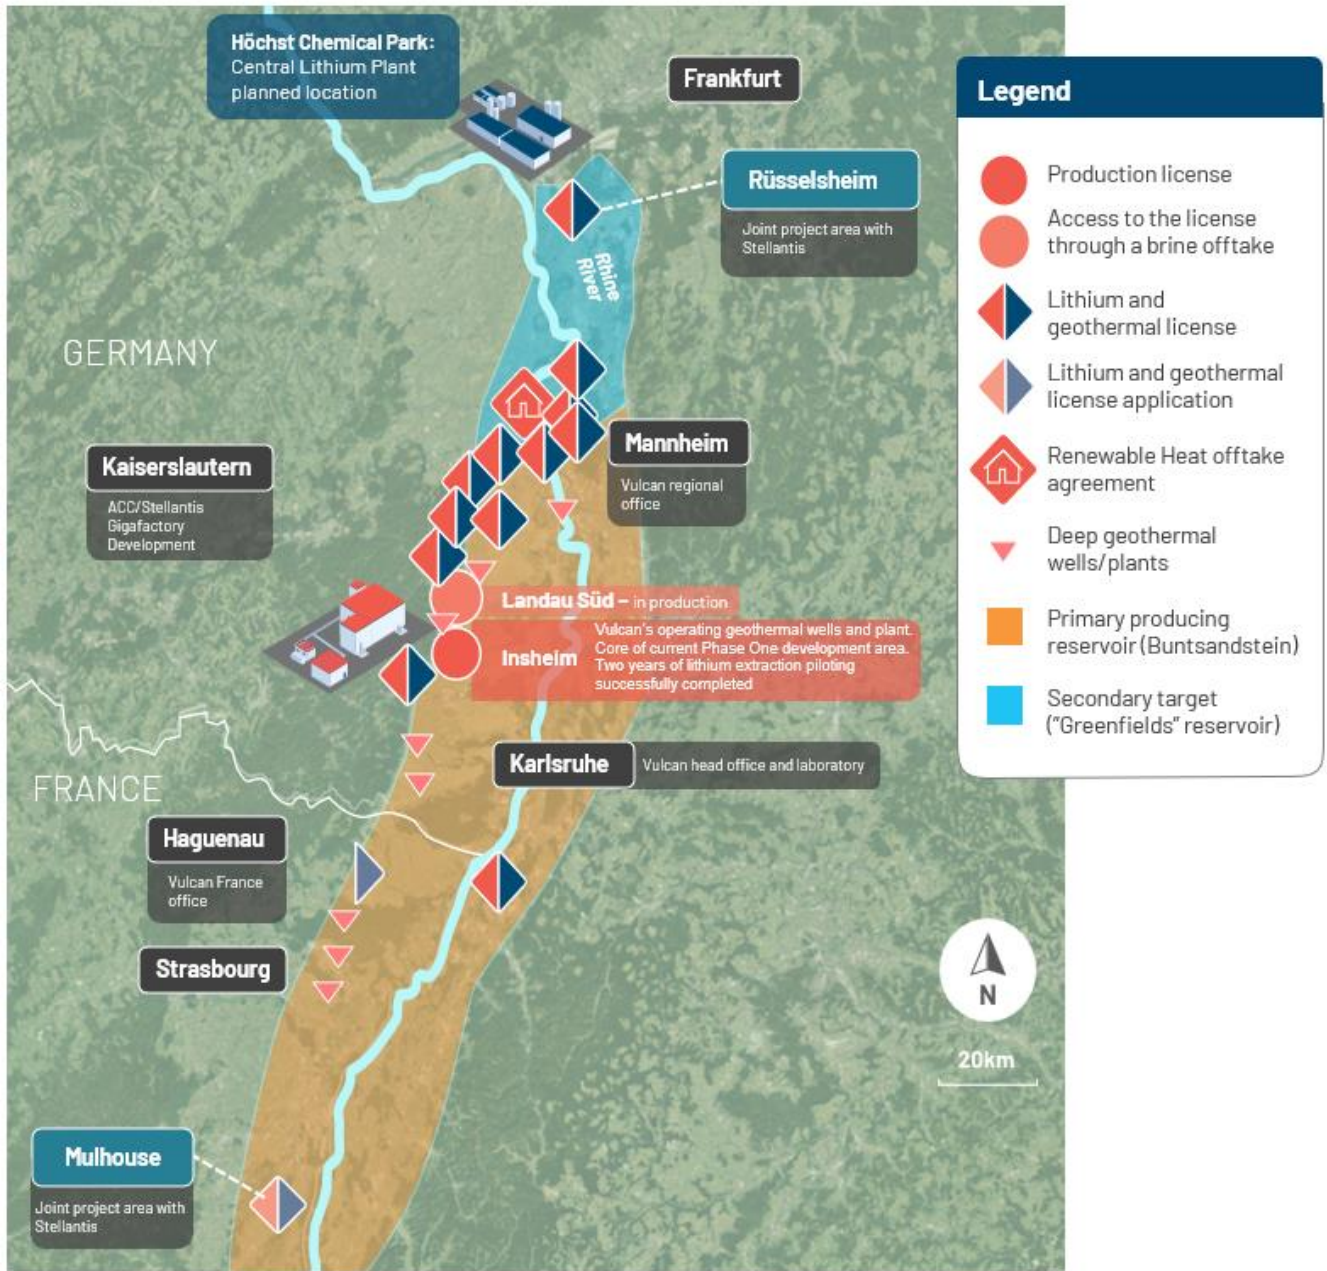 Höchst Chemical Park:
Central Lithium Plant
planned location
Frankfurt
Rüsselsheim
Joint project area with
Stellantis
Rhine
River
GERMANY
Kaiserslautern
ACC/Stellantis
Gigafactory
Development
Mannheim
Vulcan regional
office
Landau Süd – in production
Insheim
Vulcan's operating geothermal wells and plant.
Core of current Phase One development area.
Two years of lithium extraction piloting
successfully completed
Karlsruhe
Vulcan head office and laboratory
FRANCE
Haguenau
Vulcan France
office
Strasbourg
Mulhouse
Joint project area with
Stellantis
Legend
Production license
Access to the license
through a brine offtake
Lithium and
geothermal license
Lithium and geothermal
license application
Renewable Heat offtake
agreement
Deep geothermal
wells/plants
Primary producing
reservoir (Buntsandstein)
Secondary target
("Greenfields" reservoir)
N
20km